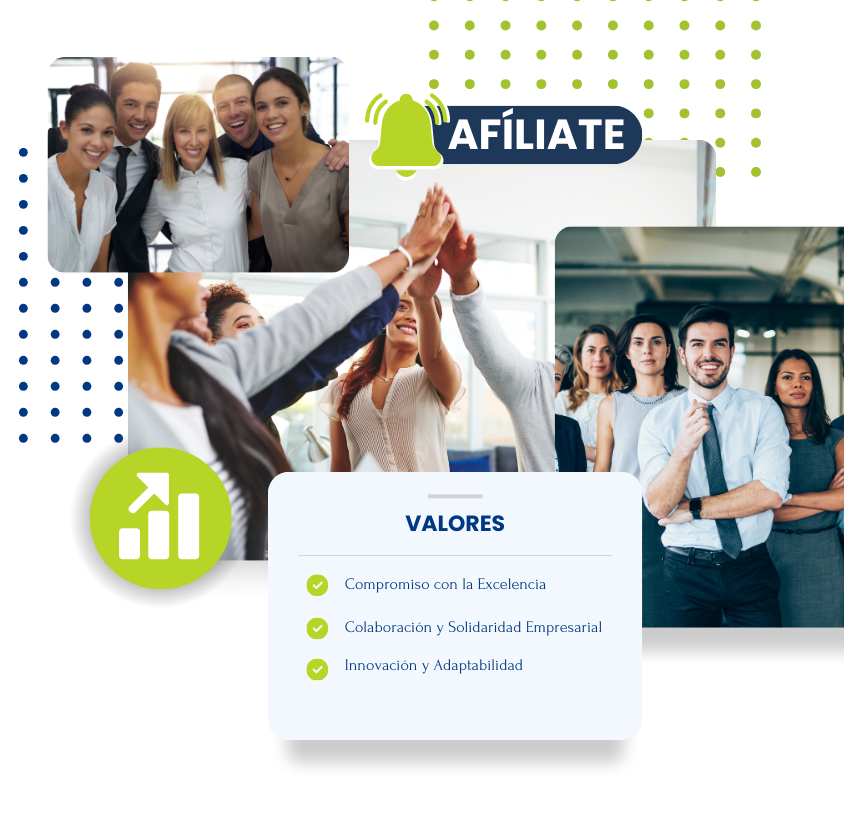 AFÍLIATE
VALORES
Compromiso con la Excelencia
Colaboración y Solidaridad Empresarial
Innovación y Adaptabilidad